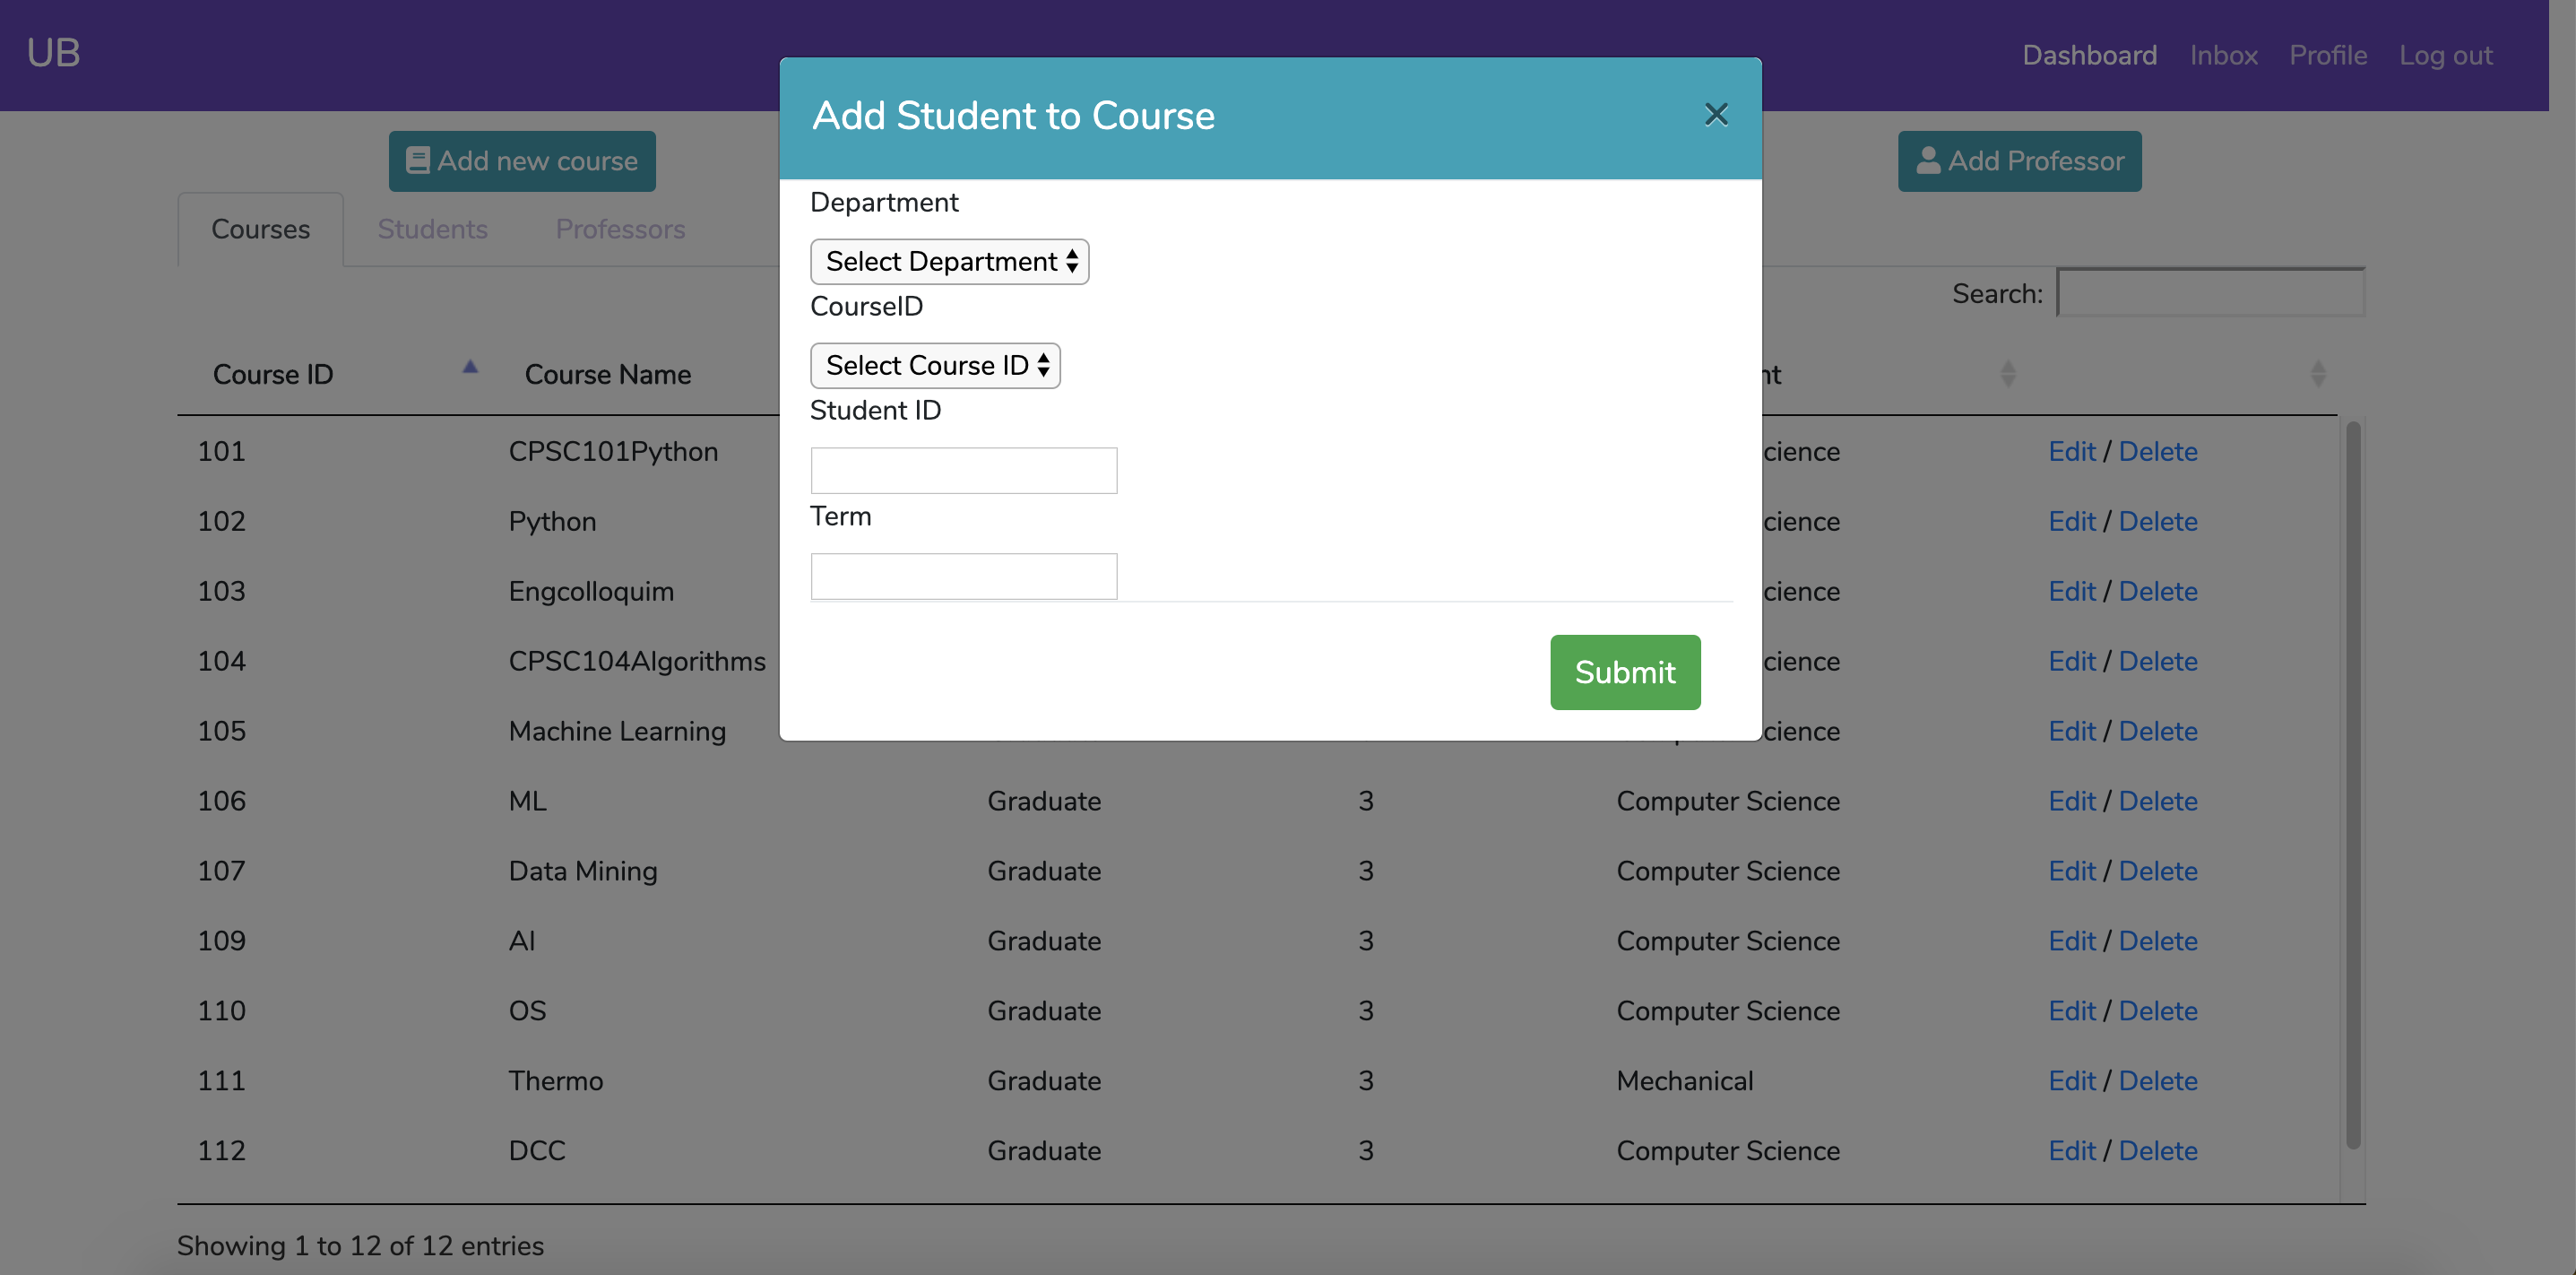 UB
Dashboard Inbox Profile Log out
Add Student to Course
Add new course
Add Professor
Courses Students Professors
Department
Select Department
CourseID
Select Course ID
Student ID
Term
Submit
Search:
Course ID Course Name nt
101 CPSC101Python cience Edit / Delete
102 Python cience Edit / Delete
103 Engcolloquim cience Edit / Delete
104 CPSC104Algorithms cience Edit / Delete
105 Machine Learning cience Edit / Delete
106 ML Graduate 3 Computer Science Edit / Delete
107 Data Mining Graduate 3 Computer Science Edit / Delete
109 AI Graduate 3 Computer Science Edit / Delete
110 OS Graduate 3 Computer Science Edit / Delete
111 Thermo Graduate 3 Mechanical Edit / Delete
112 DCC Graduate 3 Computer Science Edit / Delete
Showing 1 to 12 of 12 entries